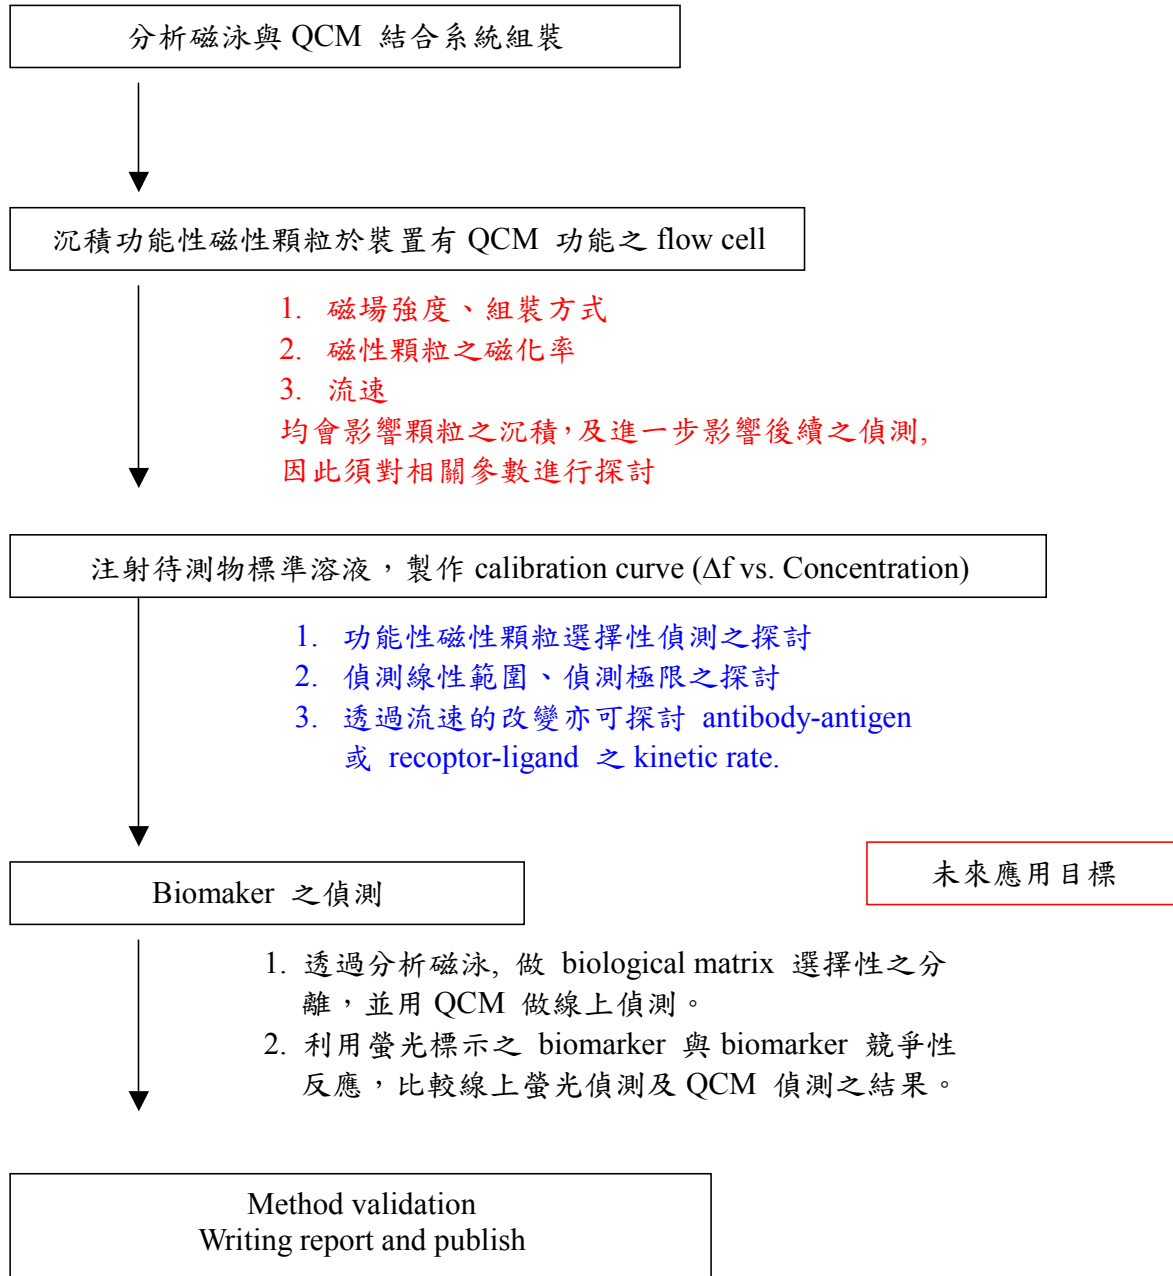 分析磁泳與 QCM 結合系統組裝
沉積功能性磁性顆粒於裝置有 QCM 功能之 flow cell
1. 磁場強度、組裝方式
2. 磁性顆粒之磁化率
3. 流速
均會影響顆粒之沉積，及進一步影響後續之偵測,
因此須對相關參數進行探討
注射待測物標準溶液，製作 calibration curve (Δf vs. Concentration)
1. 功能性磁性顆粒選擇性偵測之探討
2. 偵測線性範圍、偵測極限之探討
3. 透過流速的改變亦可探討 antibody-antigen
或 recoptor-ligand 之 kinetic rate.
Biomaker 之偵測
未來應用目標
1. 透過分析磁泳, 做 biological matrix 選擇性之分
離，並用 QCM 做線上偵測。
2. 利用螢光標示之 biomarker 與 biomarker 競爭性
反應，比較線上螢光偵測及 QCM 偵測之結果。
Method validation
Writing report and publish